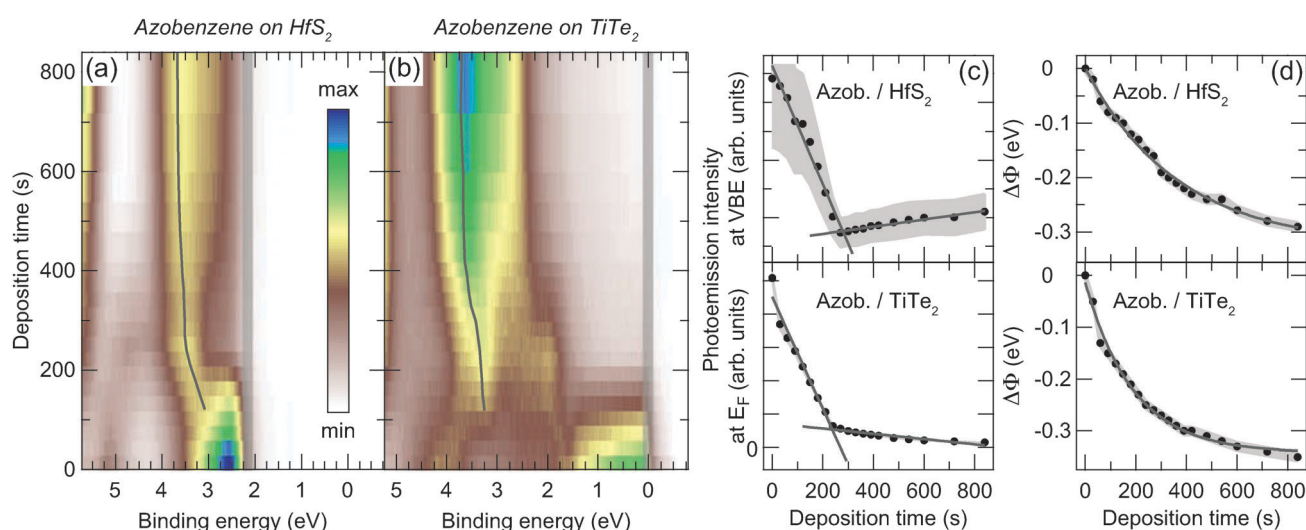 Azobenzene on HfS2
Azobenzene on TiTe2
(a)
(b)
(c)
(d)
800
600
400
200
0
Deposition time (s)
max
min
5 4 3 2 1 0
Binding energy (eV)
5 4 3 2 1 0
Binding energy (eV)
Photoemission intensity
at VBE (arb. units)
at EF (arb. units)
Azob. / HfS2
Azob. / TiTe2
0
0 200 400 600 800
Deposition time (s)
ΔΦ (eV)
0
-0.1
-0.2
-0.3
Azob. / HfS2
ΔΦ (eV)
0
-0.1
-0.2
-0.3
Azob. / TiTe2
0 200 400 600 800
Deposition time (s)